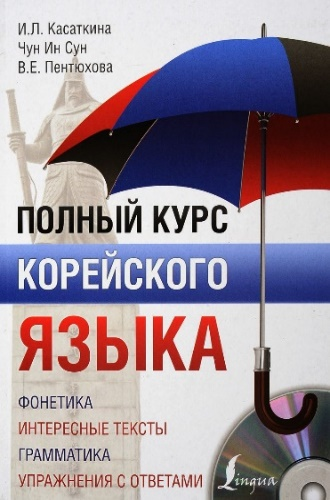 И.Л. Касаткина
Чун Ин Сун
В.Е. Пентюхова
ПОЛНЫЙ КУРС
КОРЕЙСКОГО
ЯЗЫКА
ФОНЕТИКА
ИНТЕРЕСНЫЕ ТЕКСТЫ
ГРАММАТИКА
УПРАЖНЕНИЯ С ОТВЕТАМИ
Lingua